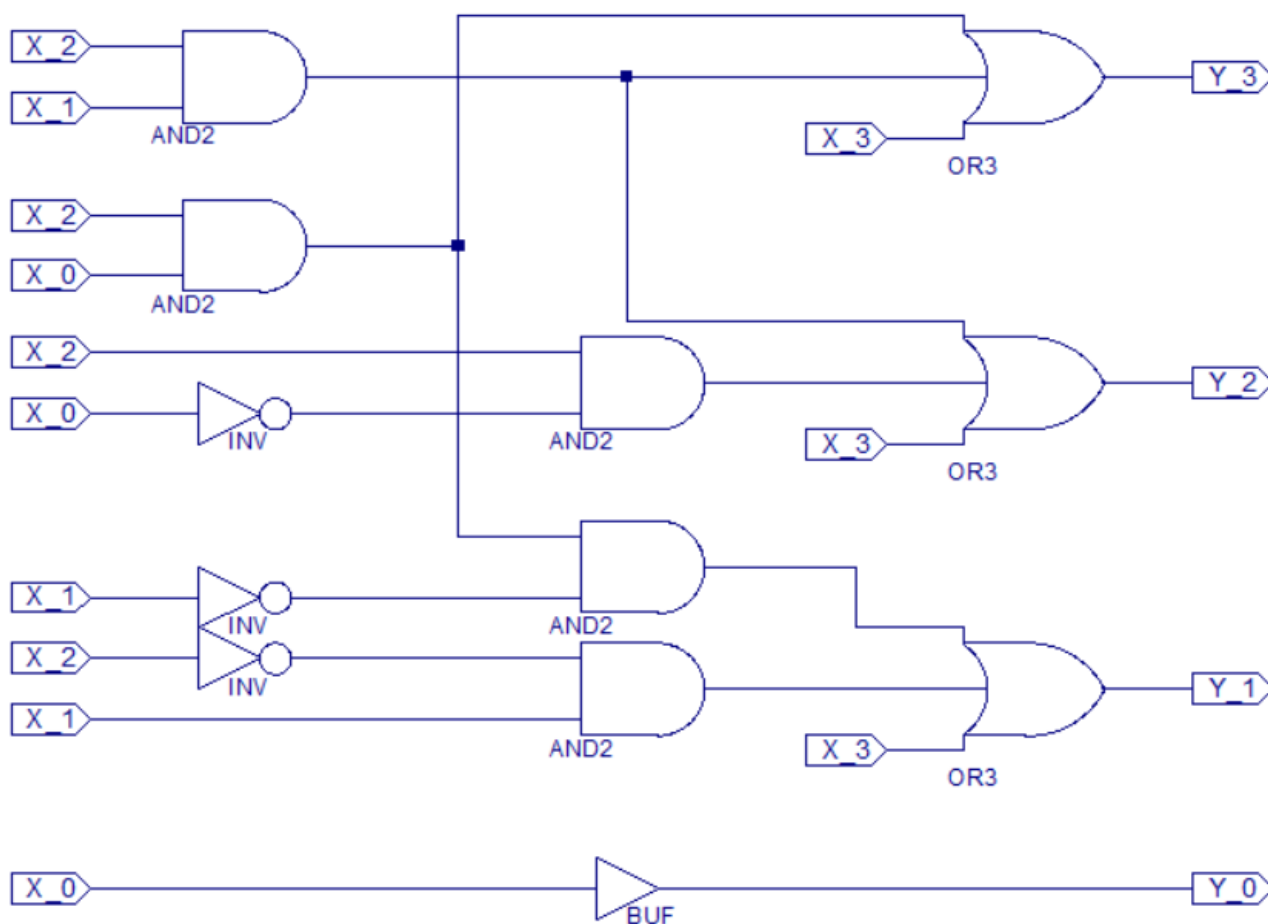 X_2
X_1
AND2
X_3
OR3
Y_3
X_2
X_0
AND2
X_2
X_0
INV
AND2
X_3
OR3
Y_2
X_1
INV
AND2
X_2
INV
X_1
AND2
X_3
OR3
Y_1
X_0
BUF
Y_0